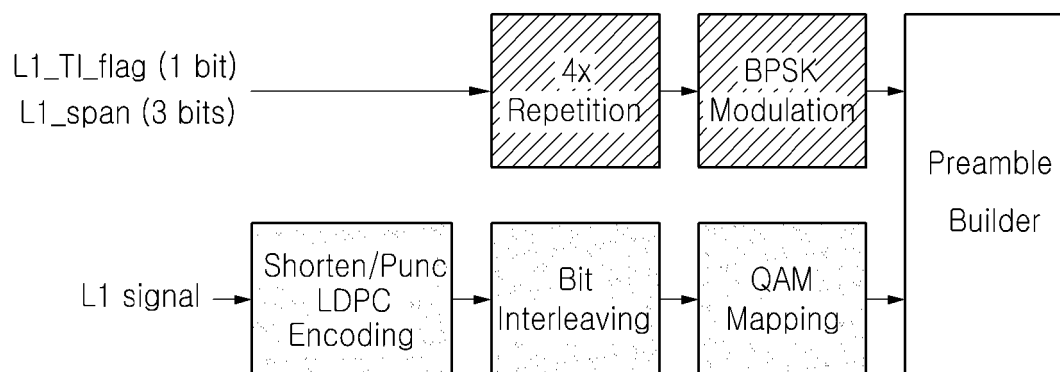 L1_TI_flag (1 bit)
L1_span (3 bits)
4x
Repetition
BPSK
Modulation
Preamble
Builder
L1 signal
Shorten/Punc
LDPC
Encoding
Bit
Interleaving
QAM
Mapping